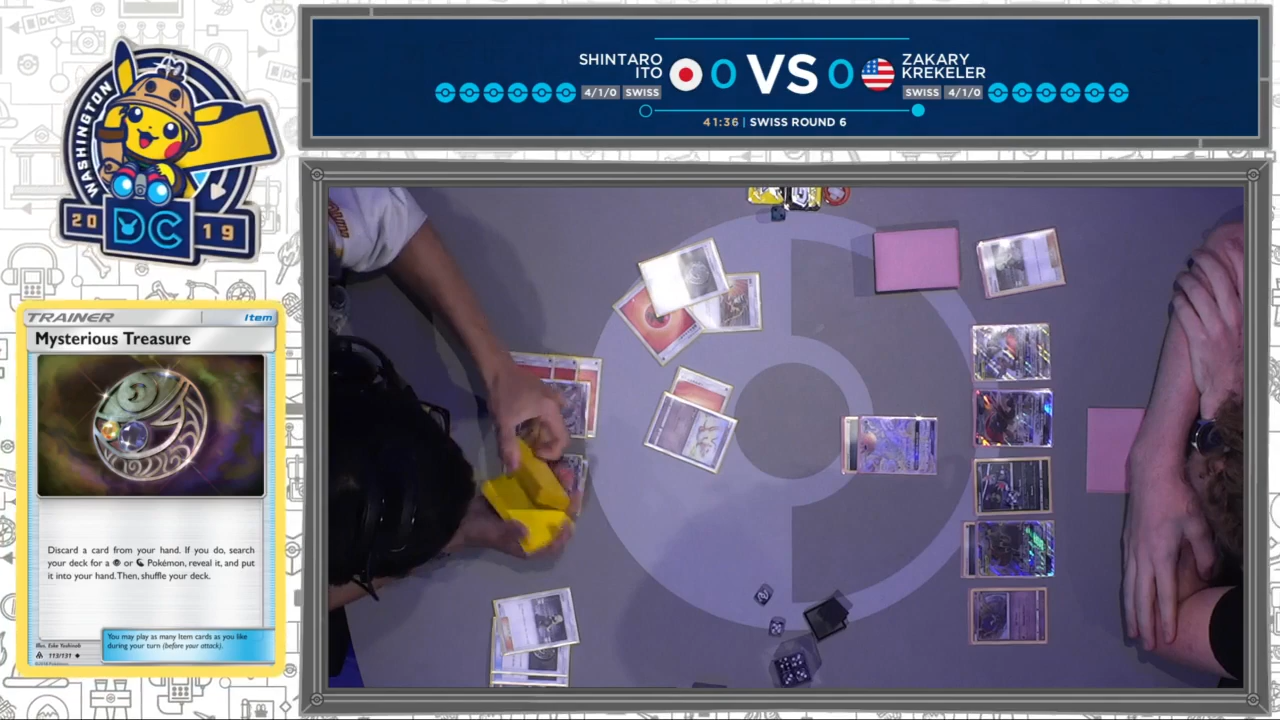 SHINTARO
ITO
0 VS 0
ZAKARY
KREKELER
4/1/0 SWISS
SWISS 4/1/0
41:36 | SWISS ROUND 6
WASHINGTON
20 DC 19
TRAINER
Item
Mysterious Treasure
Discard a card from your hand. If you do, search
your deck for a or Pokémon, reveal it, and put
it into your hand. Then, shuffle your deck.
You may play as many Item cards as you like
during your turn (before your attack).
113/131